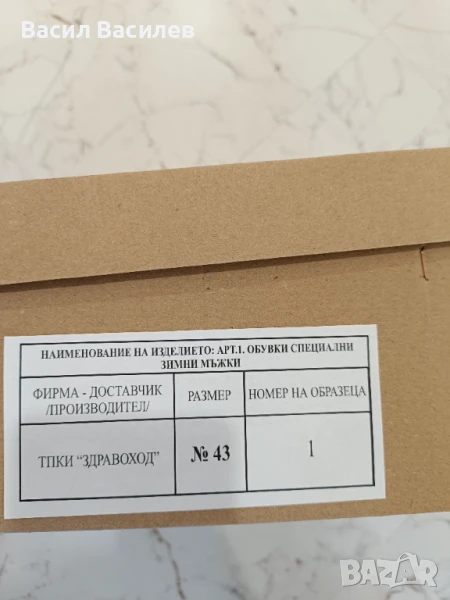 Васил Василев
НАИМЕНОВАНИЕ НА ИЗДЕЛИЕТО: АРТ.1. ОБУВКИ СПЕЦИАЛНИ
ЗИМНИ МЪЖКИ
ФИРМА - ДОСТАВЧИК
/ПРОИЗВОДИТЕЛ/
РАЗМЕР
НОМЕР НА ОБРАЗЕЦА
ТПКИ “ЗДРАВОХОД”
№ 43
1
BAZAR